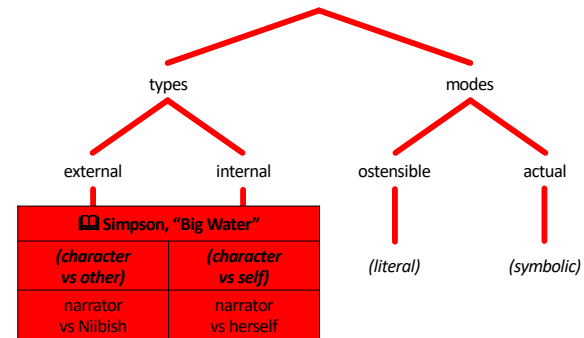 types
modes
external
internal
ostensible
actual
Simpson, “Big Water”
(character
vs other)
(character
vs self)
(literal)
(symbolic)
narrator
vs Niibish
narrator
vs herself